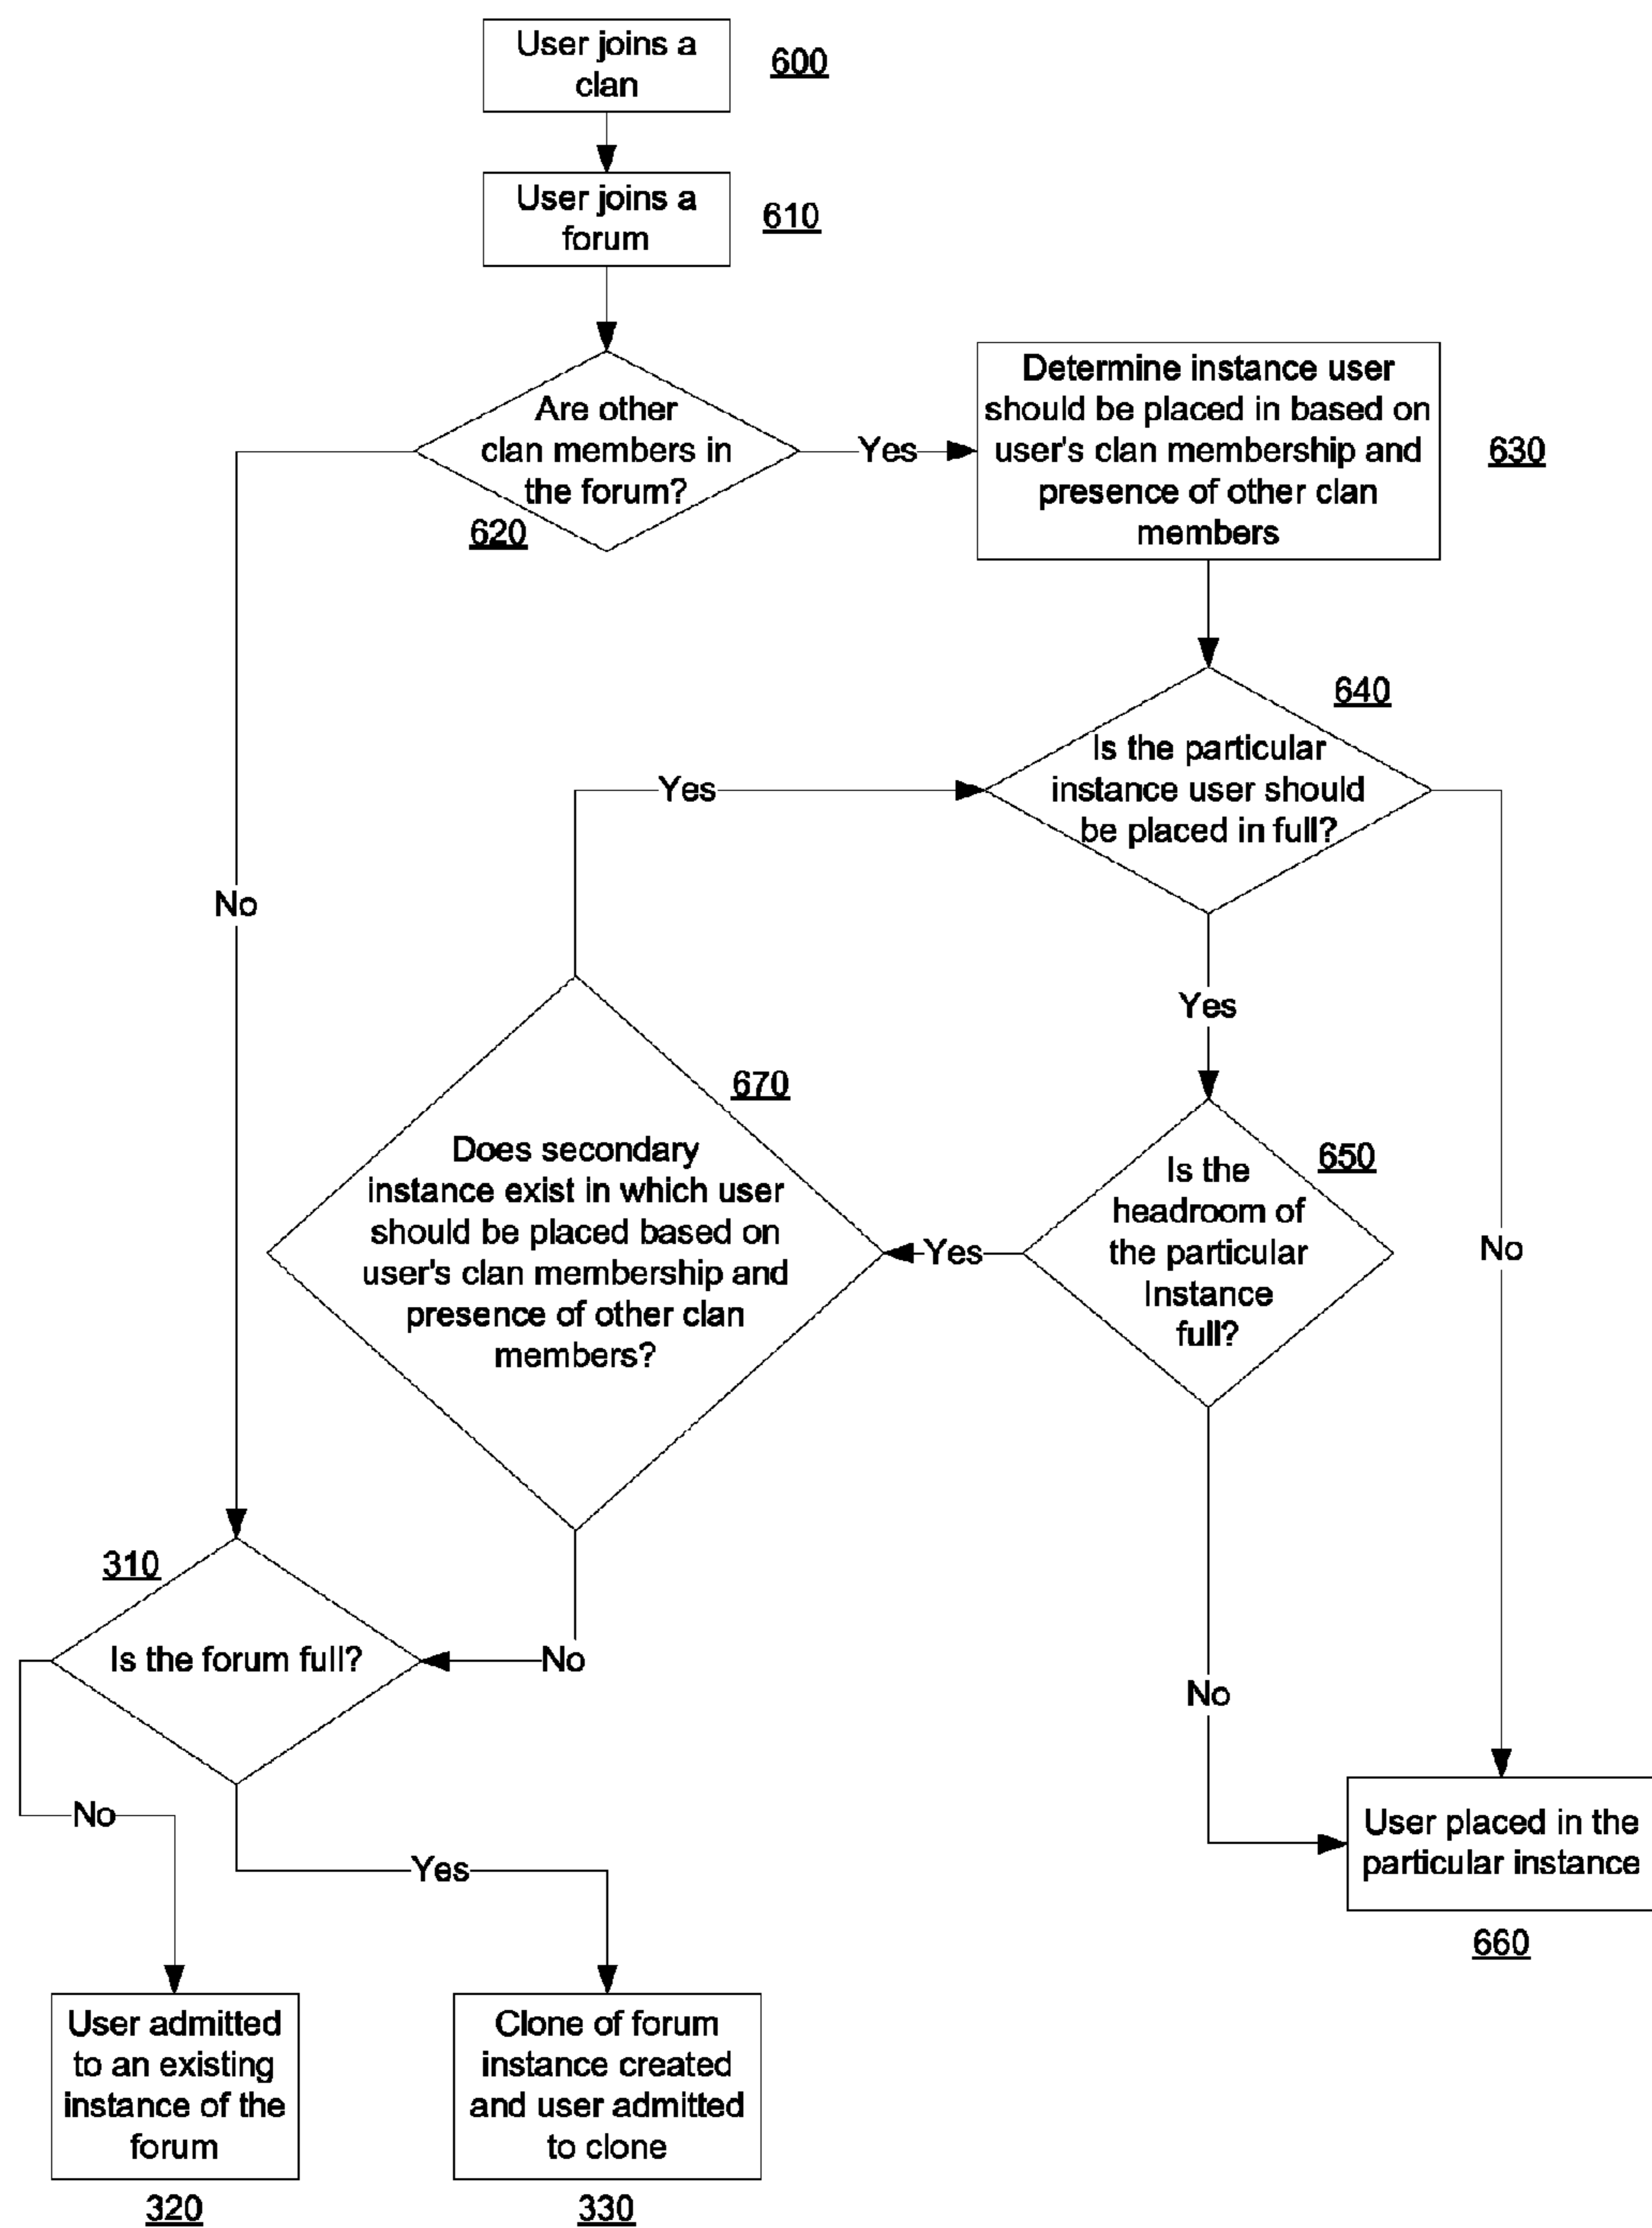 User joins a
clan
600
User joins a
forum
610
Are other
clan members in
the forum?
620
Yes
Determine instance user
should be placed in based on
user's clan membership and
presence of other clan
members
630
640
Is the particular
instance user should
be placed in full?
Yes
No
Yes
670
Does secondary
instance exist in which user
should be placed based on
user's clan membership and
presence of other clan
members?
650
Is the
headroom of
the particular
Instance
full?
Yes
No
310
Is the forum full?
No
No
No
Yes
User placed in the
particular instance
660
User admitted
to an existing
instance of the
forum
320
Clone of forum
instance created
and user admitted
to clone
330